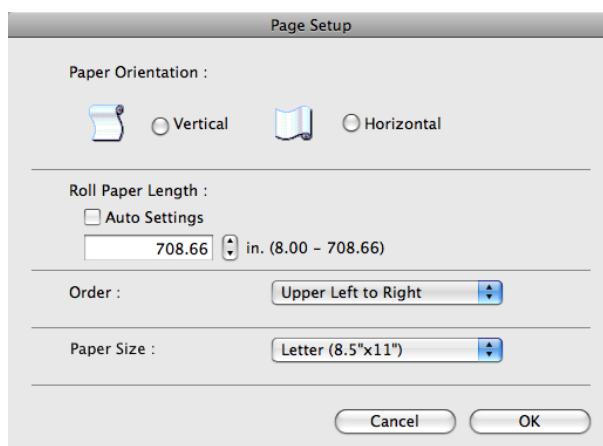 Page Setup
Paper Orientation :
Vertical Horizontal
Roll Paper Length :
Auto Settings
708.66 in. (8.00 – 708.66)
Order : Upper Left to Right
Paper Size : Letter (8.5"x11")
Cancel OK